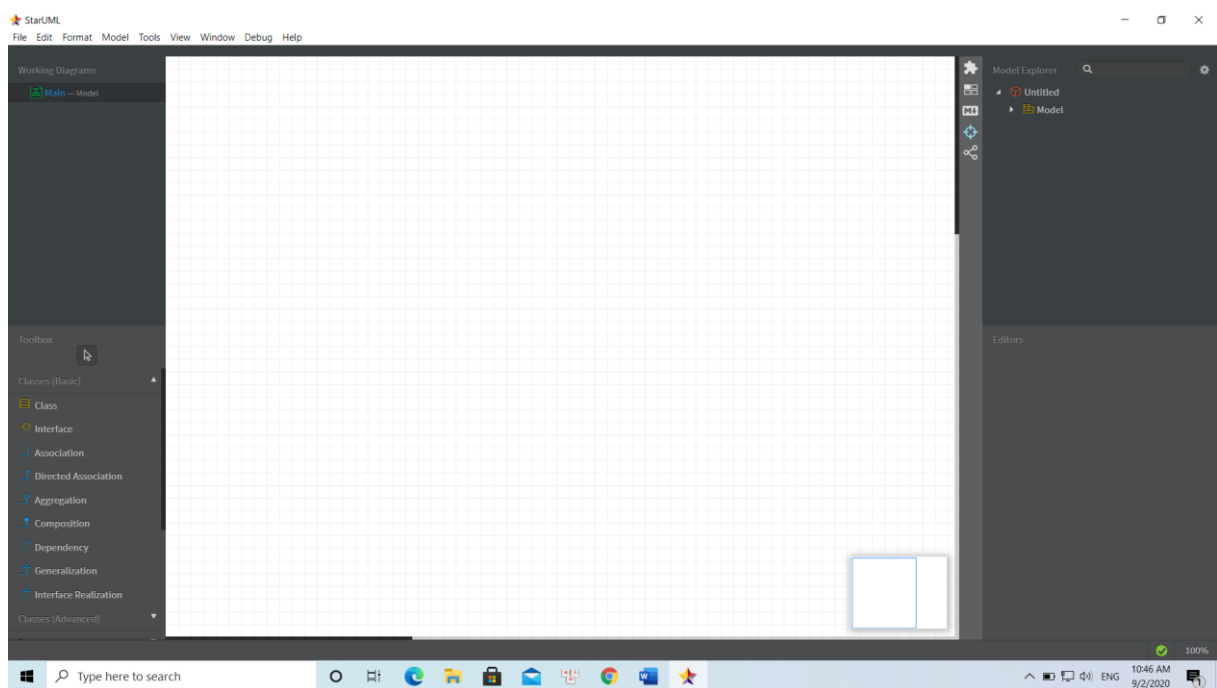 StarUML
File Edit Format Model Tools View Window Debug Help
Working Diagrams
Main — Model
Toolbox
Classes (Basic)
Class
Interface
Association
Directed Association
Aggregation
Composition
Dependency
Generalization
Interface Realization
Classes (Advanced)
Model Explorer
Untitled
Model
Editors
100%
Type here to search
ENG
10:46 AM
9/2/2020